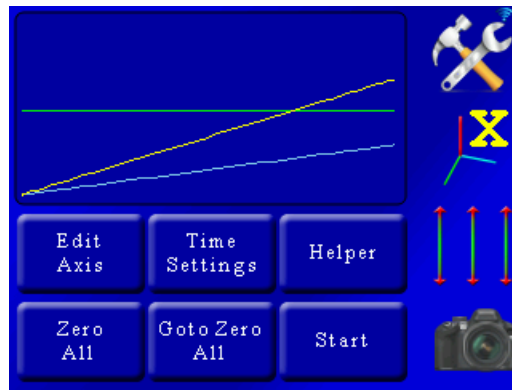 X
Edit
Axis
Time
Settings
Helper
Zero
All
Goto Zero
All
Start